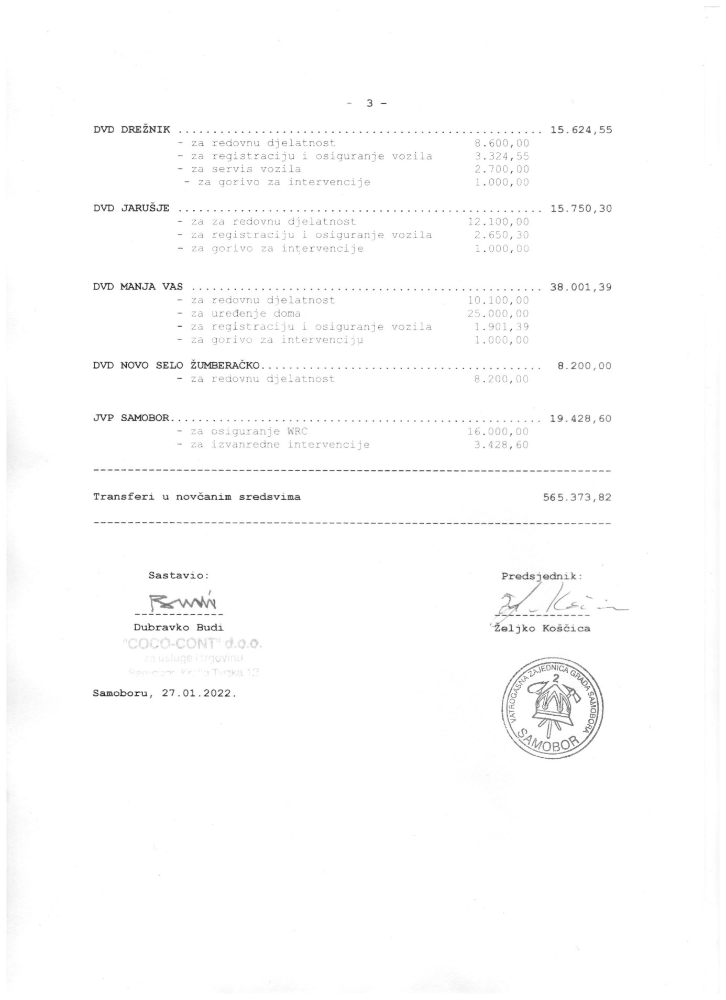 - 3 -
DVD DREŽNIK ..................................................... 15.624,55
- za redovnu djelatnost 8.600,00
- za registraciju i osiguranje vozila 3.324,55
- za servis vozila 2.700,00
- za gorivo za intervencije 1.000,00
DVD JARUŠJE ..................................................... 15.750,30
- za za redovnu djelatnost 12.100,00
- za registraciju i osiguranje vozila 2.650,30
- za gorivo za intervencije 1.000,00
DVD MANJA VAS ................................................... 38.001,39
- za redovnu djelatnost 10.100,00
- za uređenje doma 25.000,00
- za registraciju i osiguranje vozila 1.901,39
- za gorivo za intervenciju 1.000,00
DVD NOVO SELO ŽUMBERAČKO......................................... 8.200,00
- za redovnu djelatnost 8.200,00
JVP SAMOBOR...................................................... 19.428,60
- za osiguranje WRC 16.000,00
- za izvanredne intervencije 3.428,60
Transferi u novčanim sredsvima 565.373,82
Sastavio: Predsjednik:
Dubravko Budi Željko Koščica
"COCO-CONT" d.o.o.
za usluge i trgovinu
Samobor, Kralja Tvrtka 12
Samoboru, 27.01.2022.
VATROGASNA ZAJEDNICA GRADA SAMOBORA
2
SAMOBOR